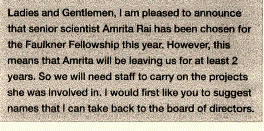 Ladies and Gentlemen, I am pleased to announce
that senior scientist Amrita Rai has been chosen for
the Faulkner Fellowship this year. However, this
means that Amrita will be leaving us for at least 2
years. So we will need staff to carry on the projects
she was involved in. I would first like you to suggest
names that I can take back to the board of directors.